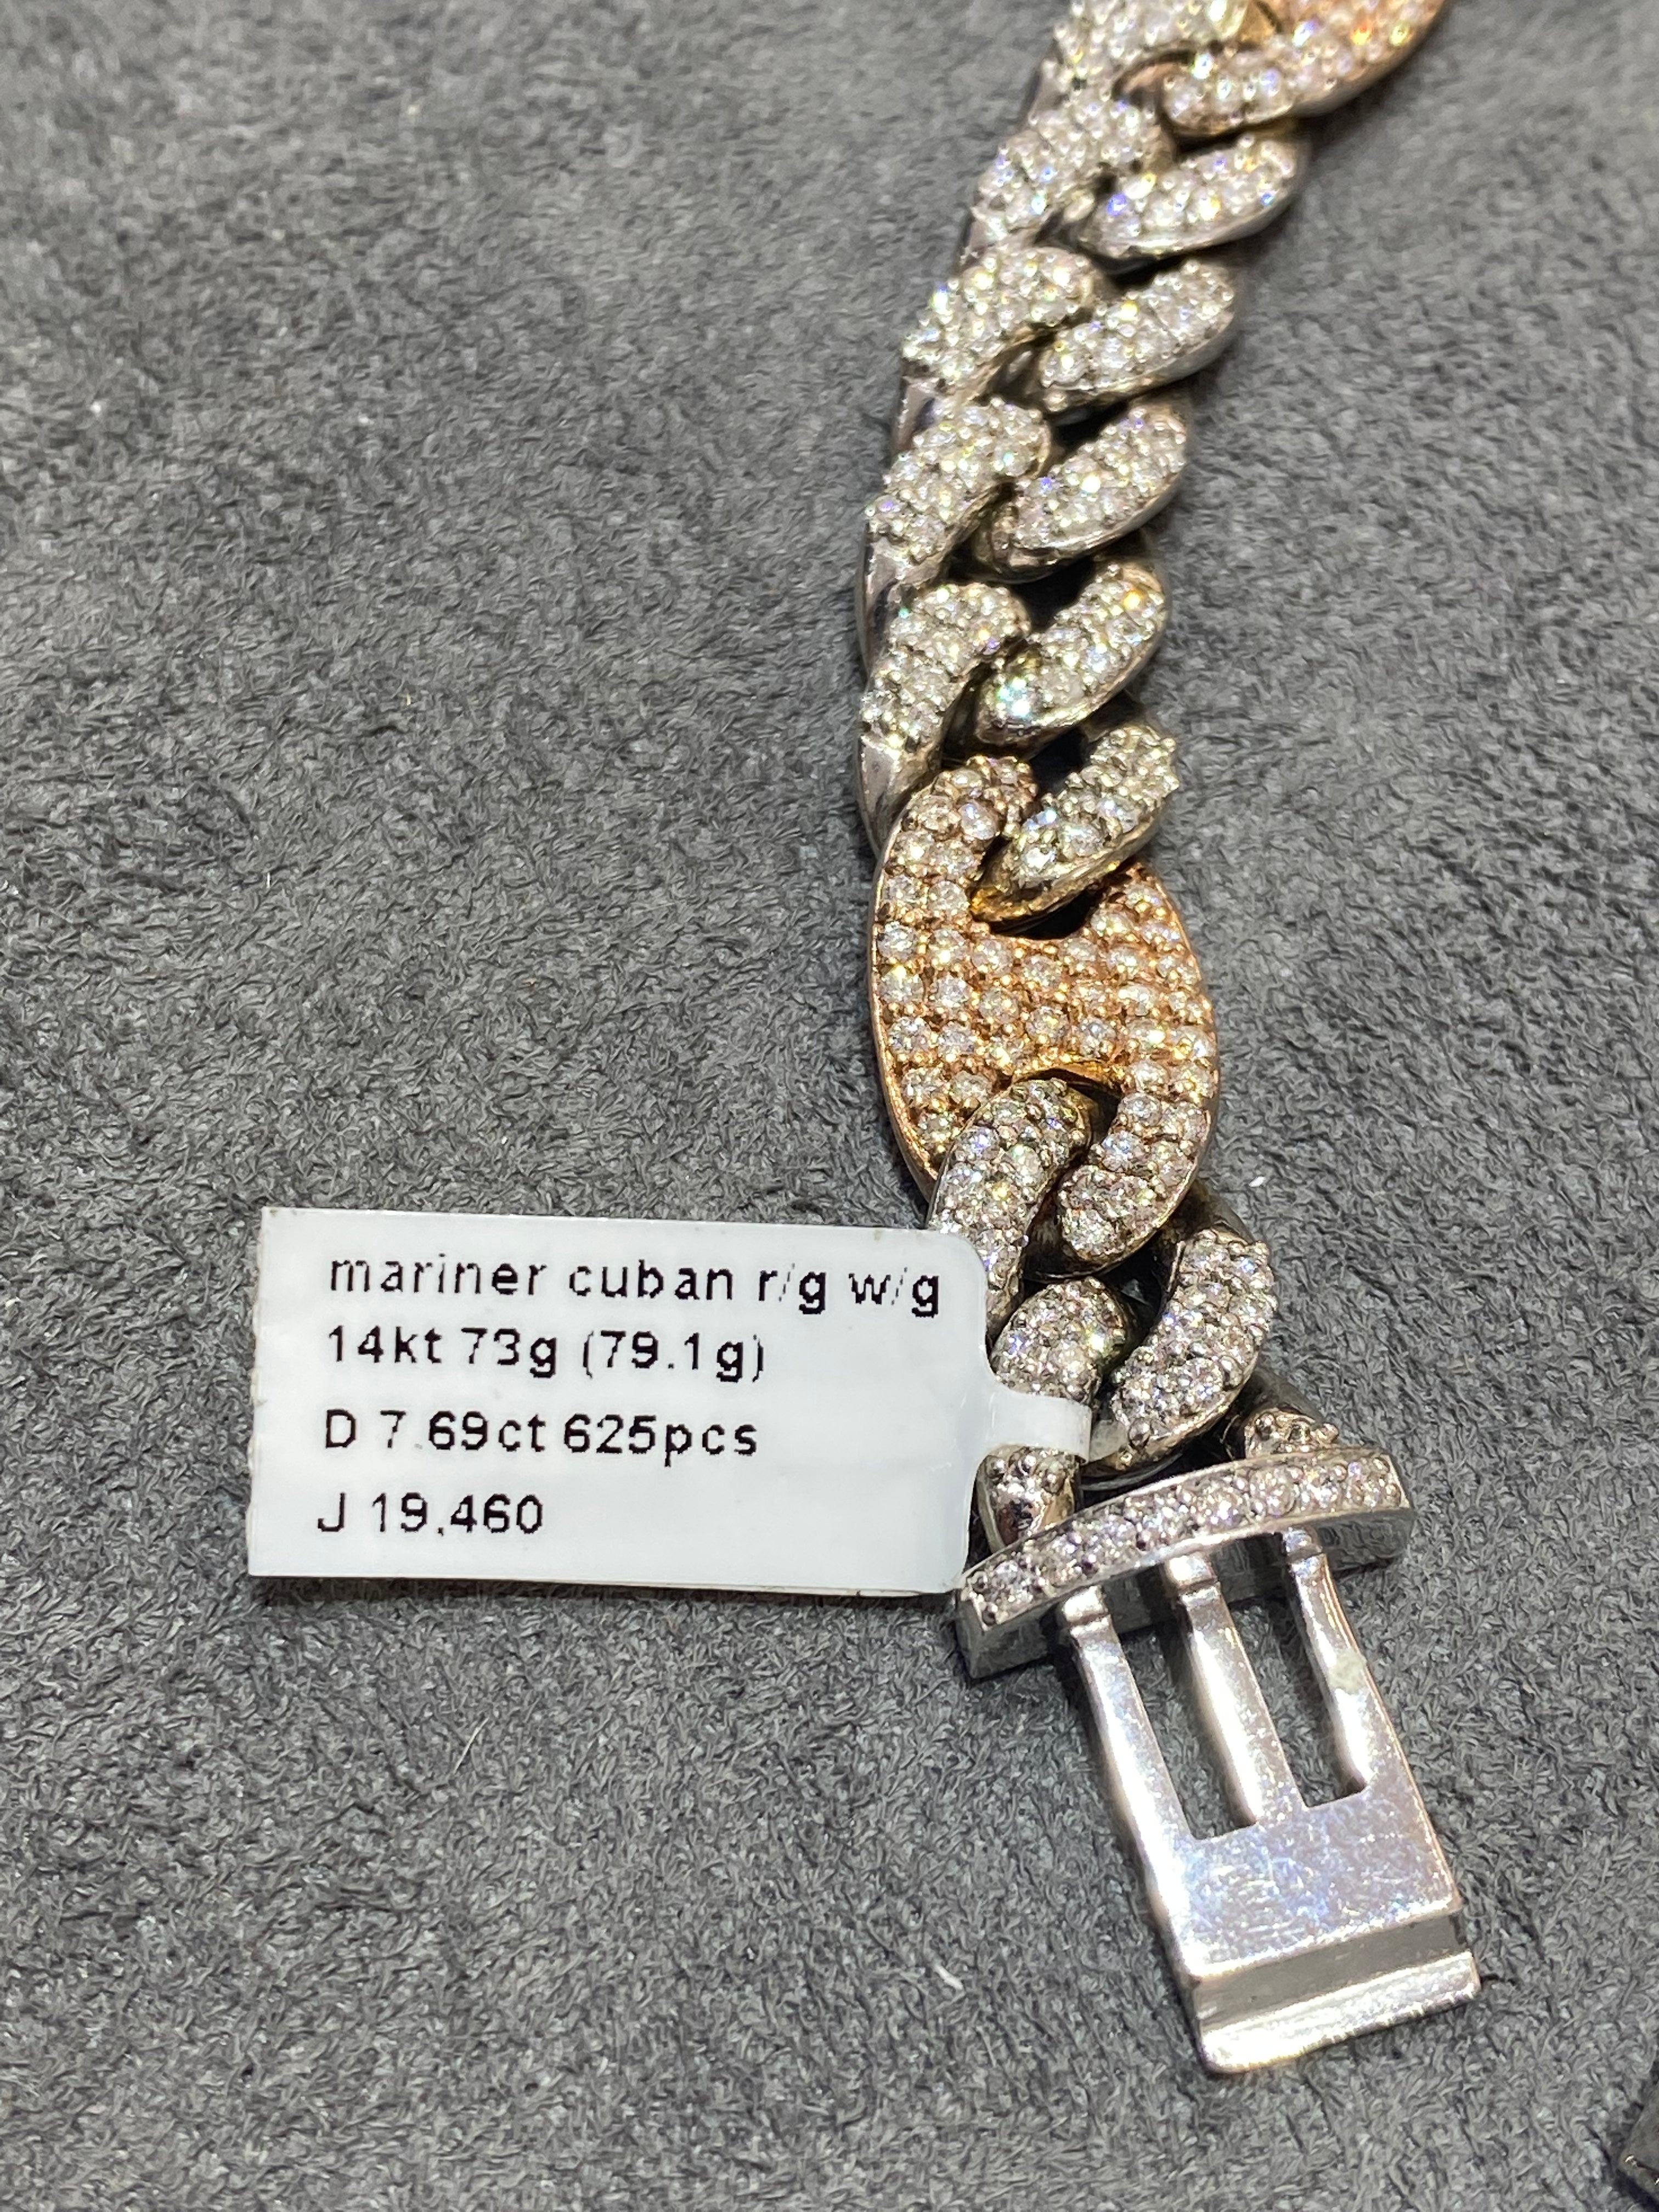 mariner cuban r/g w/g
14kt 73g (79.1g)
D 7.69ct 625pcs
J 19,460